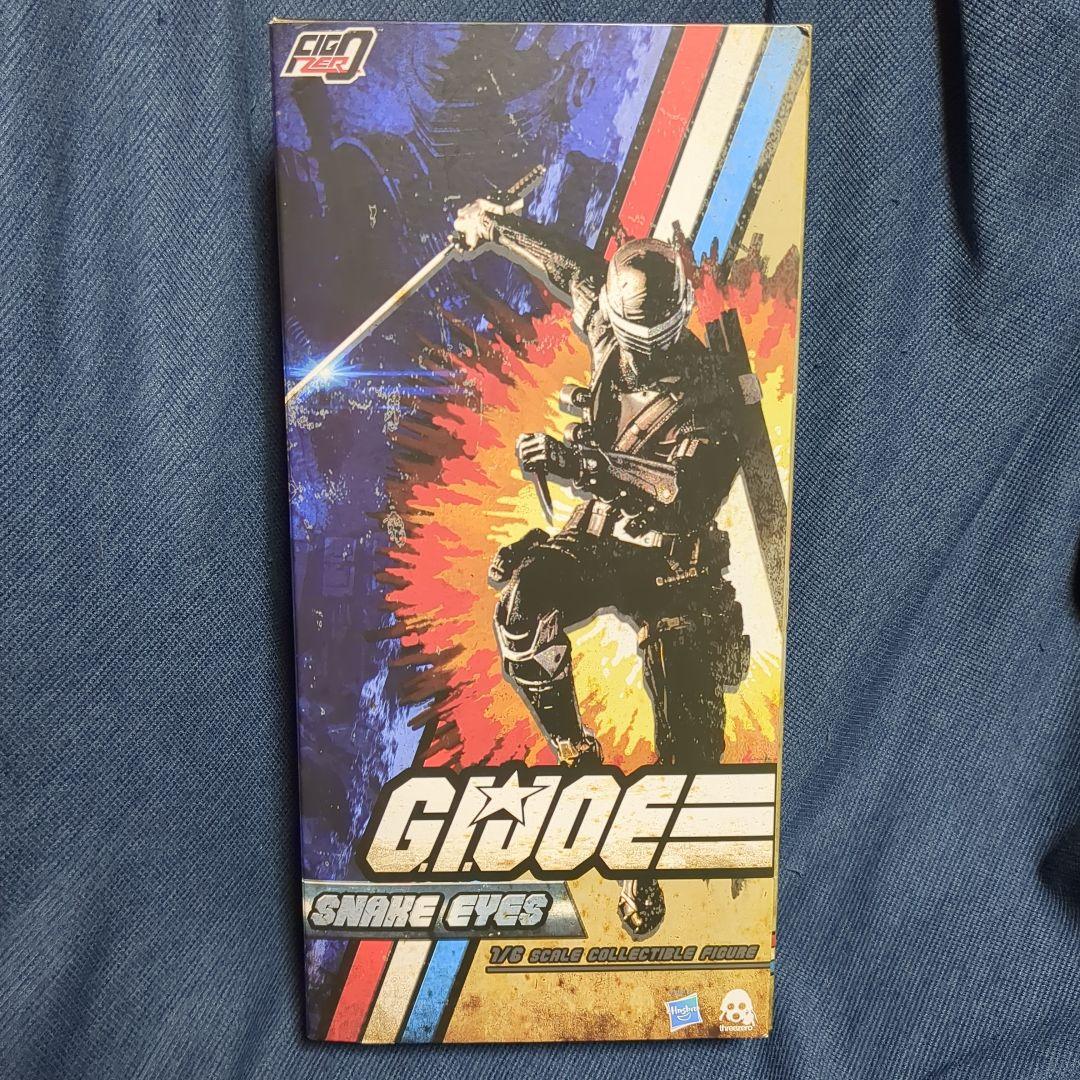 FIGZERO
G.I.JOE
SNAKE EYES
1/6 SCALE COLLECTIBLE FIGURE
Hasbro
threezero